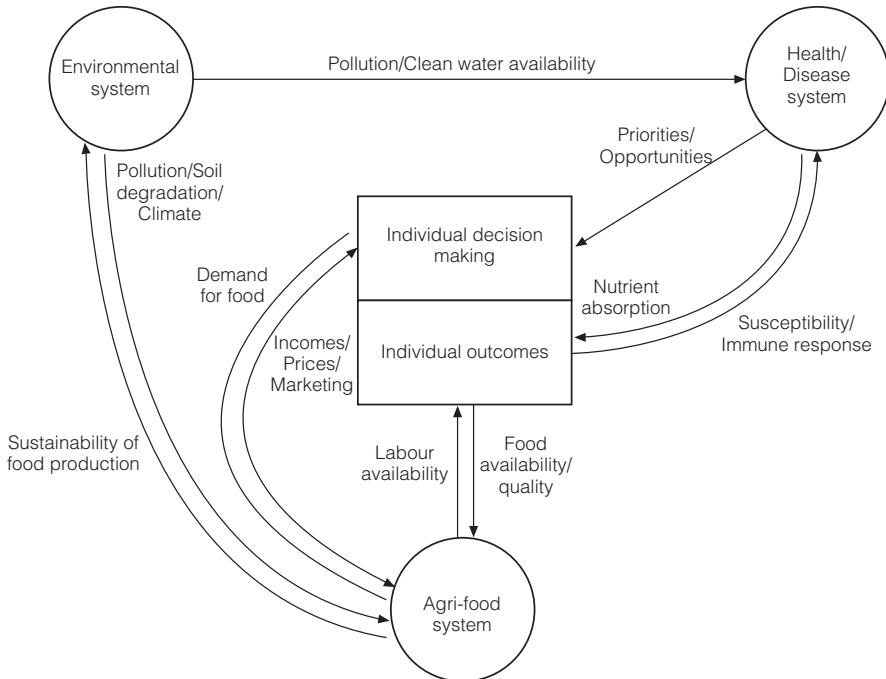 Environmental
system
Pollution/Clean water availability
Health/
Disease
system
Priorities/
Opportunities
Pollution/Soil
degradation/
Climate
Individual decision
making
Demand
for food
Nutrient
absorption
Incomes/
Prices/
Marketing
Individual outcomes
Susceptibility/
Immune response
Sustainability of
food production
Labour
availability
Food
availability/
quality
Agri-food
system